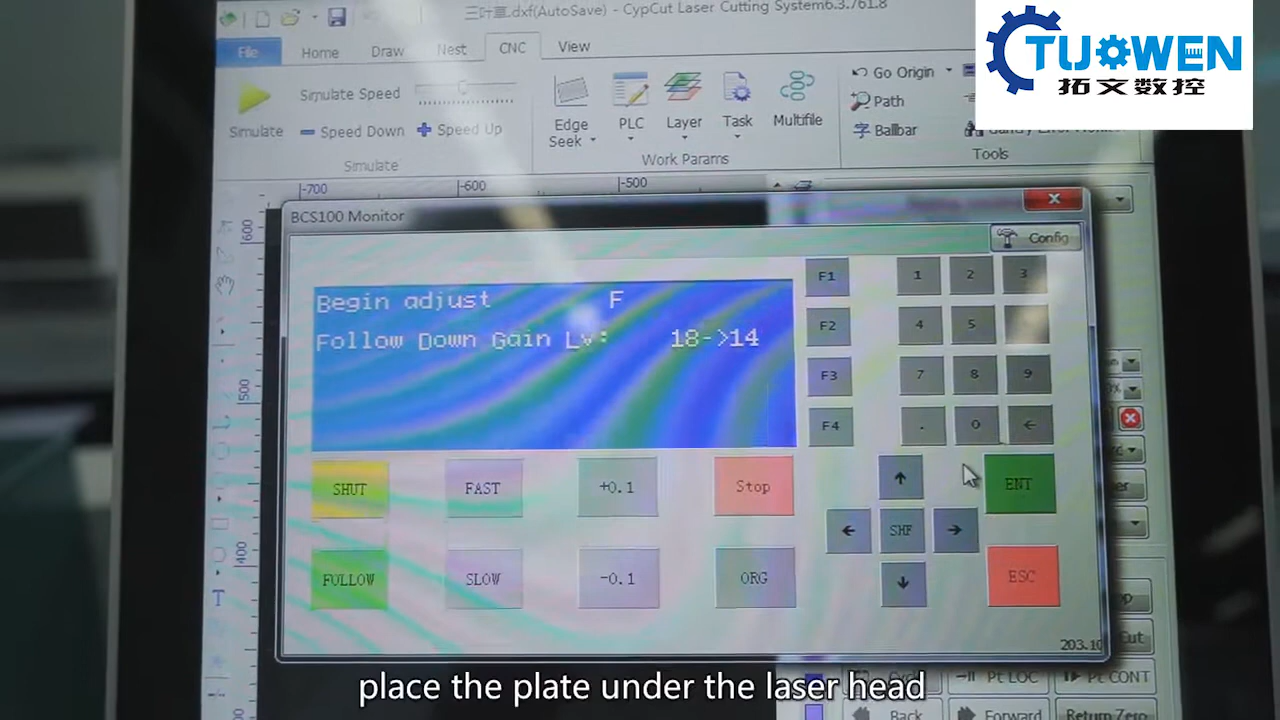 三叶草.dxf(AutoSave) - CypCut Laser Cutting System6.3.761.8
TUOWEN
拓文数控
File Home Draw Nest CNC View
Simulate
Simulate Speed
Speed Down Speed Up
Simulate
Edge Seek
PLC
Layer
Task
Multifile
Work Params
Go Origin
Path
Ballbar
Tools
-700 -600 -500
600
500
400
BCS100 Monitor
Config
Begin adjust F
Follow Down Gain Lv: 18->14
F1 1 2 3
F2 4 5
F3 7 8 9
F4 . 0 ←
SHUT FAST +0.1 Stop ↑ ENT
← SHF →
FOLLOW SLOW -0.1 ORG ↓ ESC
Pt LOC Pt CONT
Back Forward Return Zero
place the plate under the laser head